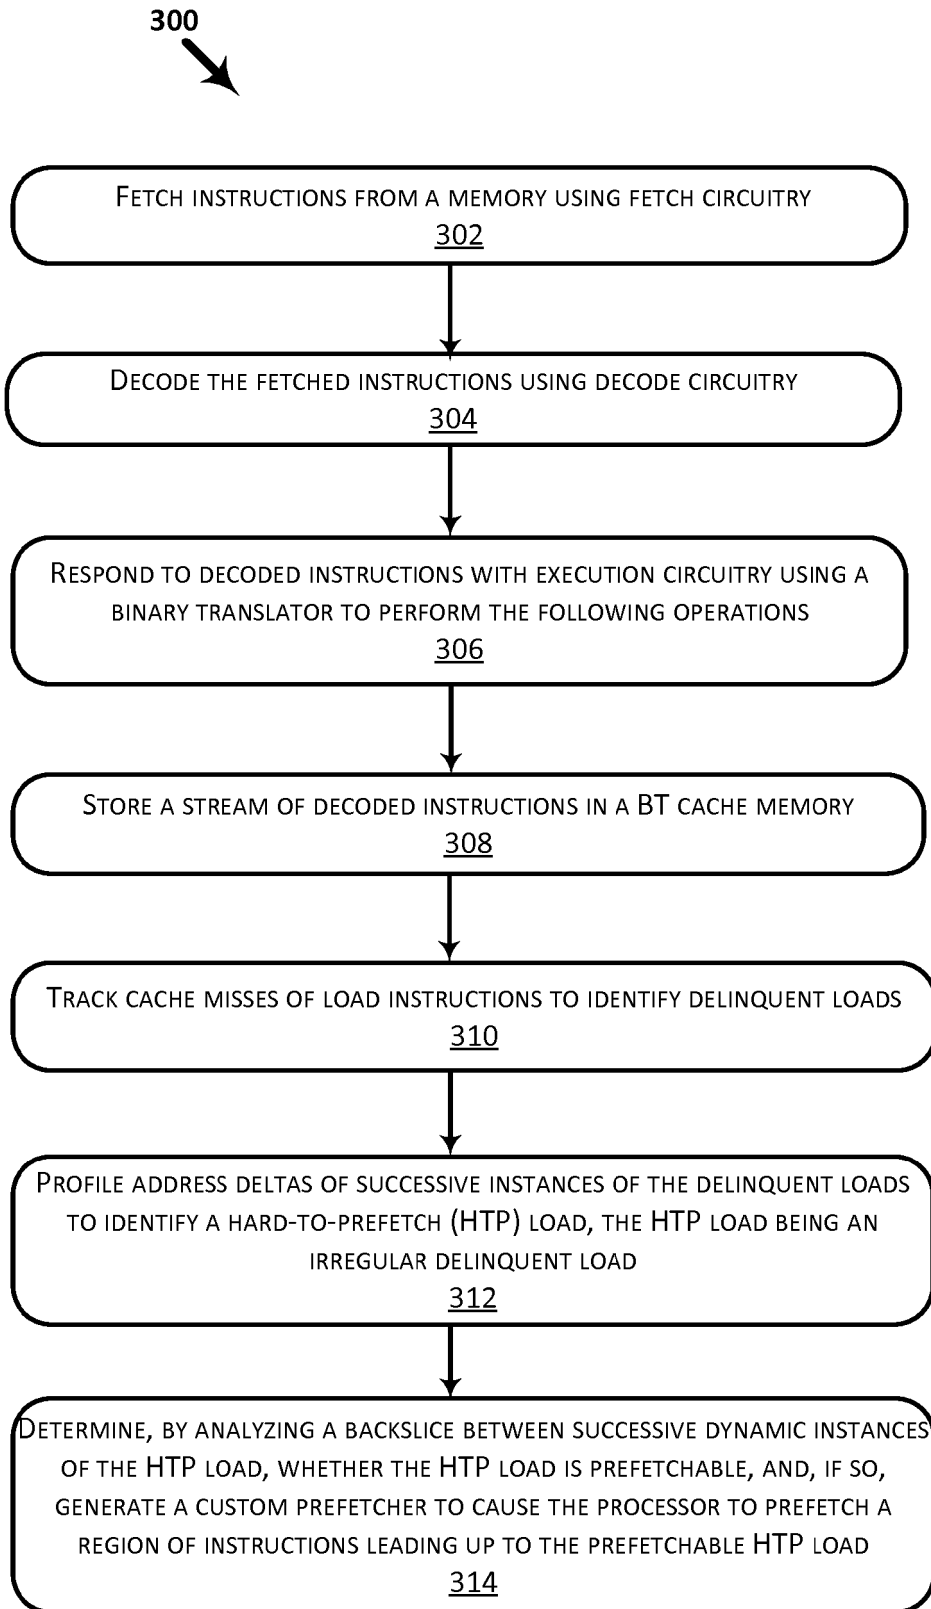 300
FETCH INSTRUCTIONS FROM A MEMORY USING FETCH CIRCUITRY
302
DECODE THE FETCHED INSTRUCTIONS USING DECODE CIRCUITRY
304
RESPOND TO DECODED INSTRUCTIONS WITH EXECUTION CIRCUITRY USING A
BINARY TRANSLATOR TO PERFORM THE FOLLOWING OPERATIONS
306
STORE A STREAM OF DECODED INSTRUCTIONS IN A BT CACHE MEMORY
308
TRACK CACHE MISSES OF LOAD INSTRUCTIONS TO IDENTIFY DELINQUENT LOADS
310
PROFILE ADDRESS DELTAS OF SUCCESSIVE INSTANCES OF THE DELINQUENT LOADS
TO IDENTIFY A HARD-TO-PREFETCH (HTP) LOAD, THE HTP LOAD BEING AN
IRREGULAR DELINQUENT LOAD
312
DETERMINE, BY ANALYZING A BACKSLICE BETWEEN SUCCESSIVE DYNAMIC INSTANCES
OF THE HTP LOAD, WHETHER THE HTP LOAD IS PREFETCHABLE, AND, IF SO,
GENERATE A CUSTOM PREFETCHER TO CAUSE THE PROCESSOR TO PREFETCH A
REGION OF INSTRUCTIONS LEADING UP TO THE PREFETCHABLE HTP LOAD
314